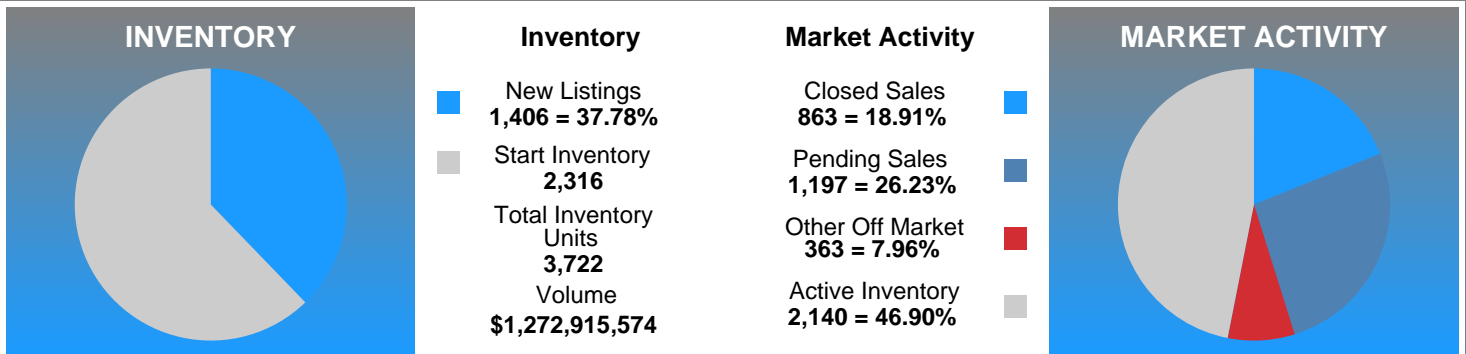 INVENTORY
Inventory
New Listings
1,406 = 37.78%
Start Inventory
2,316
Total Inventory
Units
3,722
Volume
$1,272,915,574
Market Activity
Closed Sales
863 = 18.91%
Pending Sales
1,197 = 26.23%
Other Off Market
363 = 7.96%
Active Inventory
2,140 = 46.90%
MARKET ACTIVITY